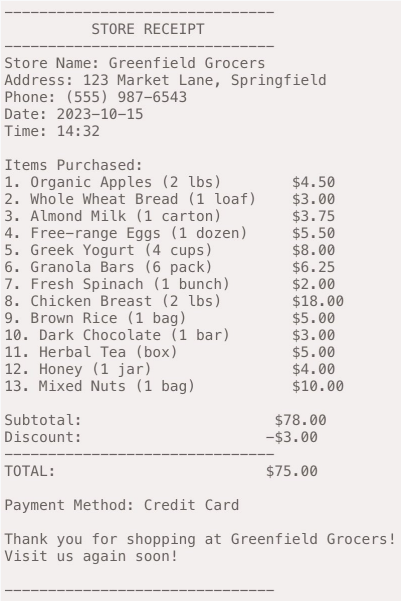 -------------------------------
STORE RECEIPT
-------------------------------
Store Name: Greenfield Grocers
Address: 123 Market Lane, Springfield
Phone: (555) 987-6543
Date: 2023-10-15
Time: 14:32

Items Purchased:
1. Organic Apples (2 lbs) $4.50
2. Whole Wheat Bread (1 loaf) $3.00
3. Almond Milk (1 carton) $3.75
4. Free-range Eggs (1 dozen) $5.50
5. Greek Yogurt (4 cups) $8.00
6. Granola Bars (6 pack) $6.25
7. Fresh Spinach (1 bunch) $2.00
8. Chicken Breast (2 lbs) $18.00
9. Brown Rice (1 bag) $5.00
10. Dark Chocolate (1 bar) $3.00
11. Herbal Tea (box) $5.00
12. Honey (1 jar) $4.00
13. Mixed Nuts (1 bag) $10.00

Subtotal: $78.00
Discount: -$3.00
-------------------------------
TOTAL: $75.00

Payment Method: Credit Card

Thank you for shopping at Greenfield Grocers!
Visit us again soon!

-------------------------------